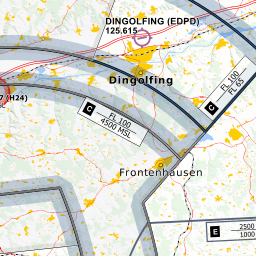 DINGOLFING (EDPD)
125.615
Dingolfing
FL 100
FL 65
C
7 (H24)
C
FL 100
4500 MSL
Frontenhausen
E
2500
1000